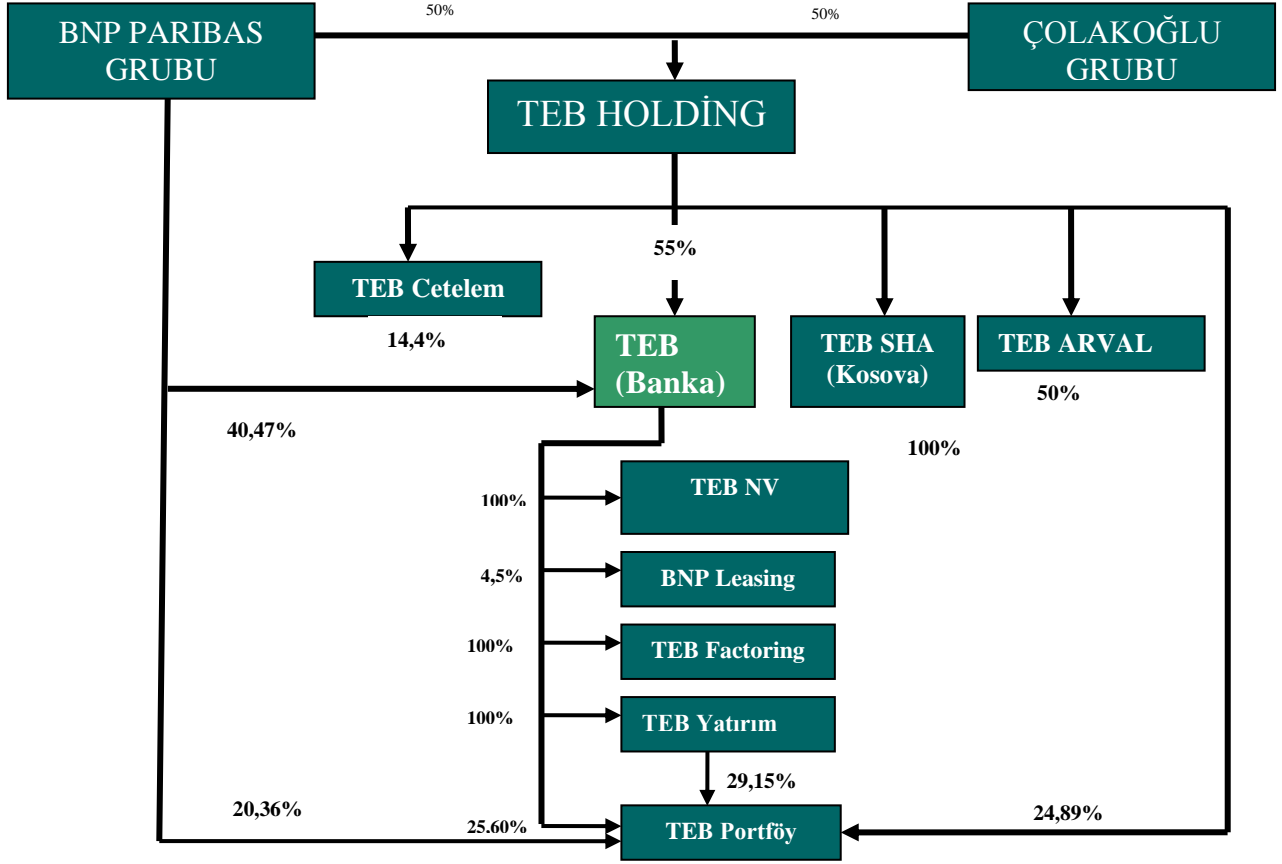 50%
50%
BNP PARIBAS
GRUBU
ÇOLAKOĞLU
GRUBU
TEB HOLDİNG
55%
TEB Cetelem
14,4%
TEB
(Banka)
TEB SHA
(Kosova)
TEB ARVAL
50%
40,47%
100%
TEB NV
100%
BNP Leasing
4,5%
TEB Factoring
100%
TEB Yatırım
100%
29,15%
20,36%
25,60%
TEB Portföy
24,89%